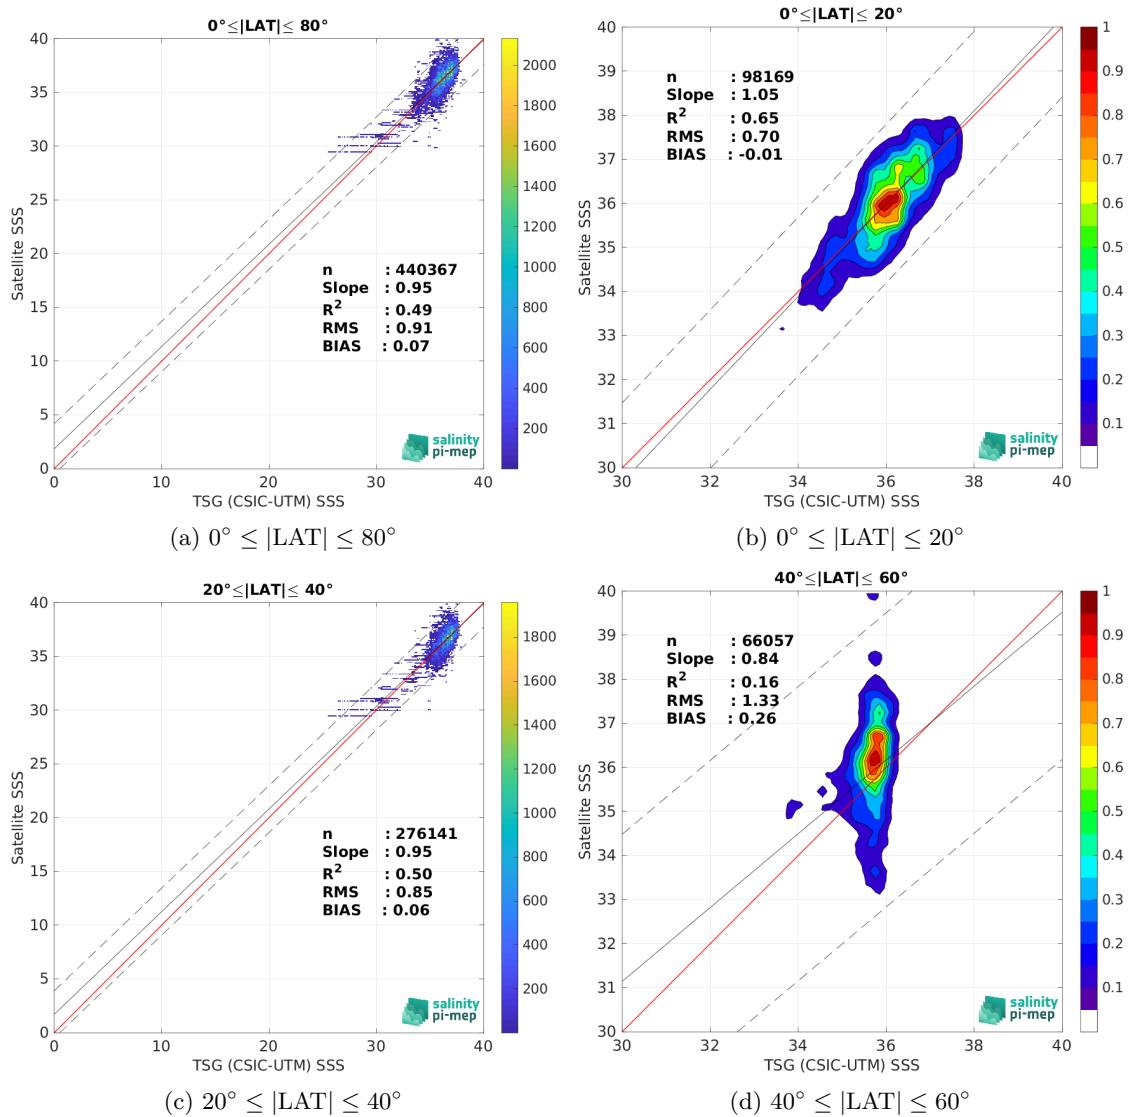 0°≤|LAT|≤ 80°
40
35
30
25
20
15
10
5
0
Satellite SSS
n : 440367
Slope : 0.95
R² : 0.49
RMS : 0.91
BIAS : 0.07
salinity
pi-mep
0 10 20 30 40
TSG (CSIC-UTM) SSS
2000
1800
1600
1400
1200
1000
800
600
400
200
(a) 0° ≤ |LAT| ≤ 80°
0°≤|LAT|≤ 20°
40
39
38
37
36
35
34
33
32
31
30
Satellite SSS
n : 98169
Slope : 1.05
R² : 0.65
RMS : 0.70
BIAS : -0.01
salinity
pi-mep
30 32 34 36 38 40
TSG (CSIC-UTM) SSS
1
0.9
0.8
0.7
0.6
0.5
0.4
0.3
0.2
0.1
(b) 0° ≤ |LAT| ≤ 20°
20°≤|LAT|≤ 40°
40
35
30
25
20
15
10
5
0
Satellite SSS
n : 276141
Slope : 0.95
R² : 0.50
RMS : 0.85
BIAS : 0.06
salinity
pi-mep
0 10 20 30 40
TSG (CSIC-UTM) SSS
1800
1600
1400
1200
1000
800
600
400
200
(c) 20° ≤ |LAT| ≤ 40°
40°≤|LAT|≤ 60°
40
39
38
37
36
35
34
33
32
31
30
Satellite SSS
n : 66057
Slope : 0.84
R² : 0.16
RMS : 1.33
BIAS : 0.26
salinity
pi-mep
30 32 34 36 38 40
TSG (CSIC-UTM) SSS
1
0.9
0.8
0.7
0.6
0.5
0.4
0.3
0.2
0.1
(d) 40° ≤ |LAT| ≤ 60°